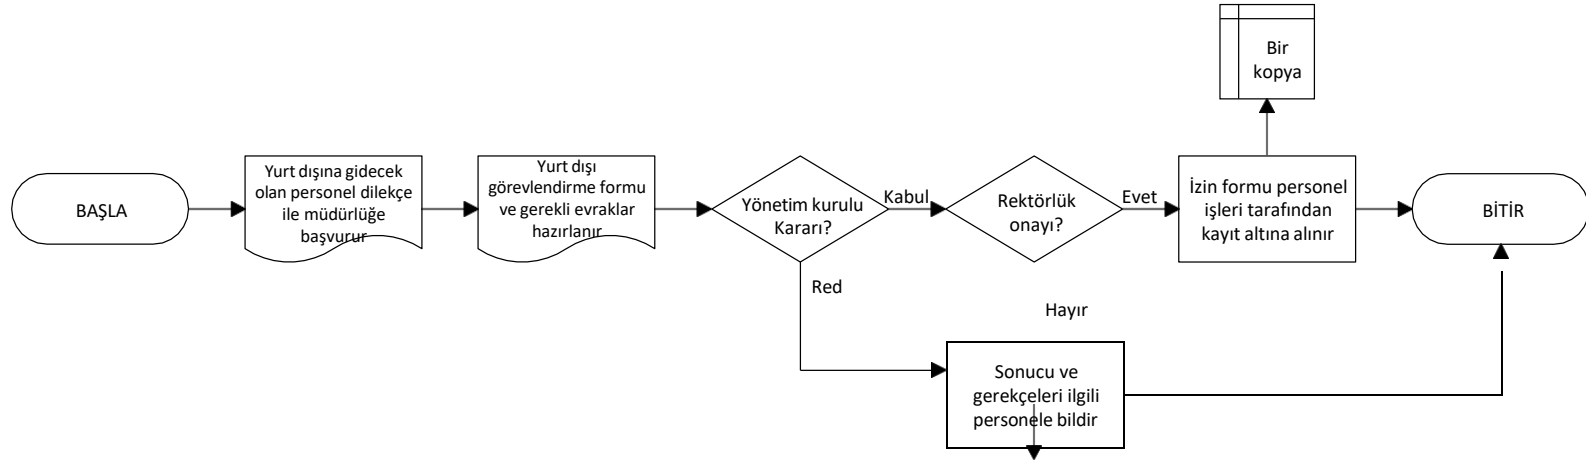 BAŞLA
Yurt dışına gidecek
olan personel dilekçe
ile müdürlüğe
başvurur
Yurt dışı
görevlendirme formu
ve gerekli evraklar
hazırlanır
Yönetim kurulu
Kararı?
Kabul
Red
Rektörlük
onayı?
Evet
Hayır
İzin formu personel
işleri tarafından
kayıt altına alınır
Bir
kopya
BİTİR
Sonucu ve
gerekçeleri ilgili
personele bildir